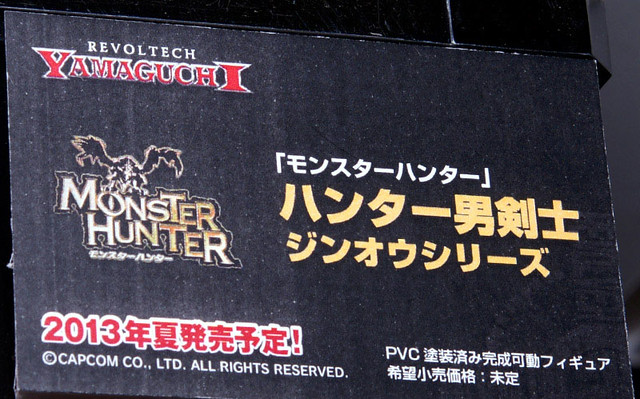 REVOLTECH
YAMAGUCHI
MONSTER
HUNTER
モンスターハンター
「モンスターハンター」
ハンター男剣士
ジンオウシリーズ
2013年夏発売予定!
©CAPCOM CO., LTD. ALL RIGHTS RESERVED.
PVC塗装済み完成可動フィギュア
希望小売価格：未定